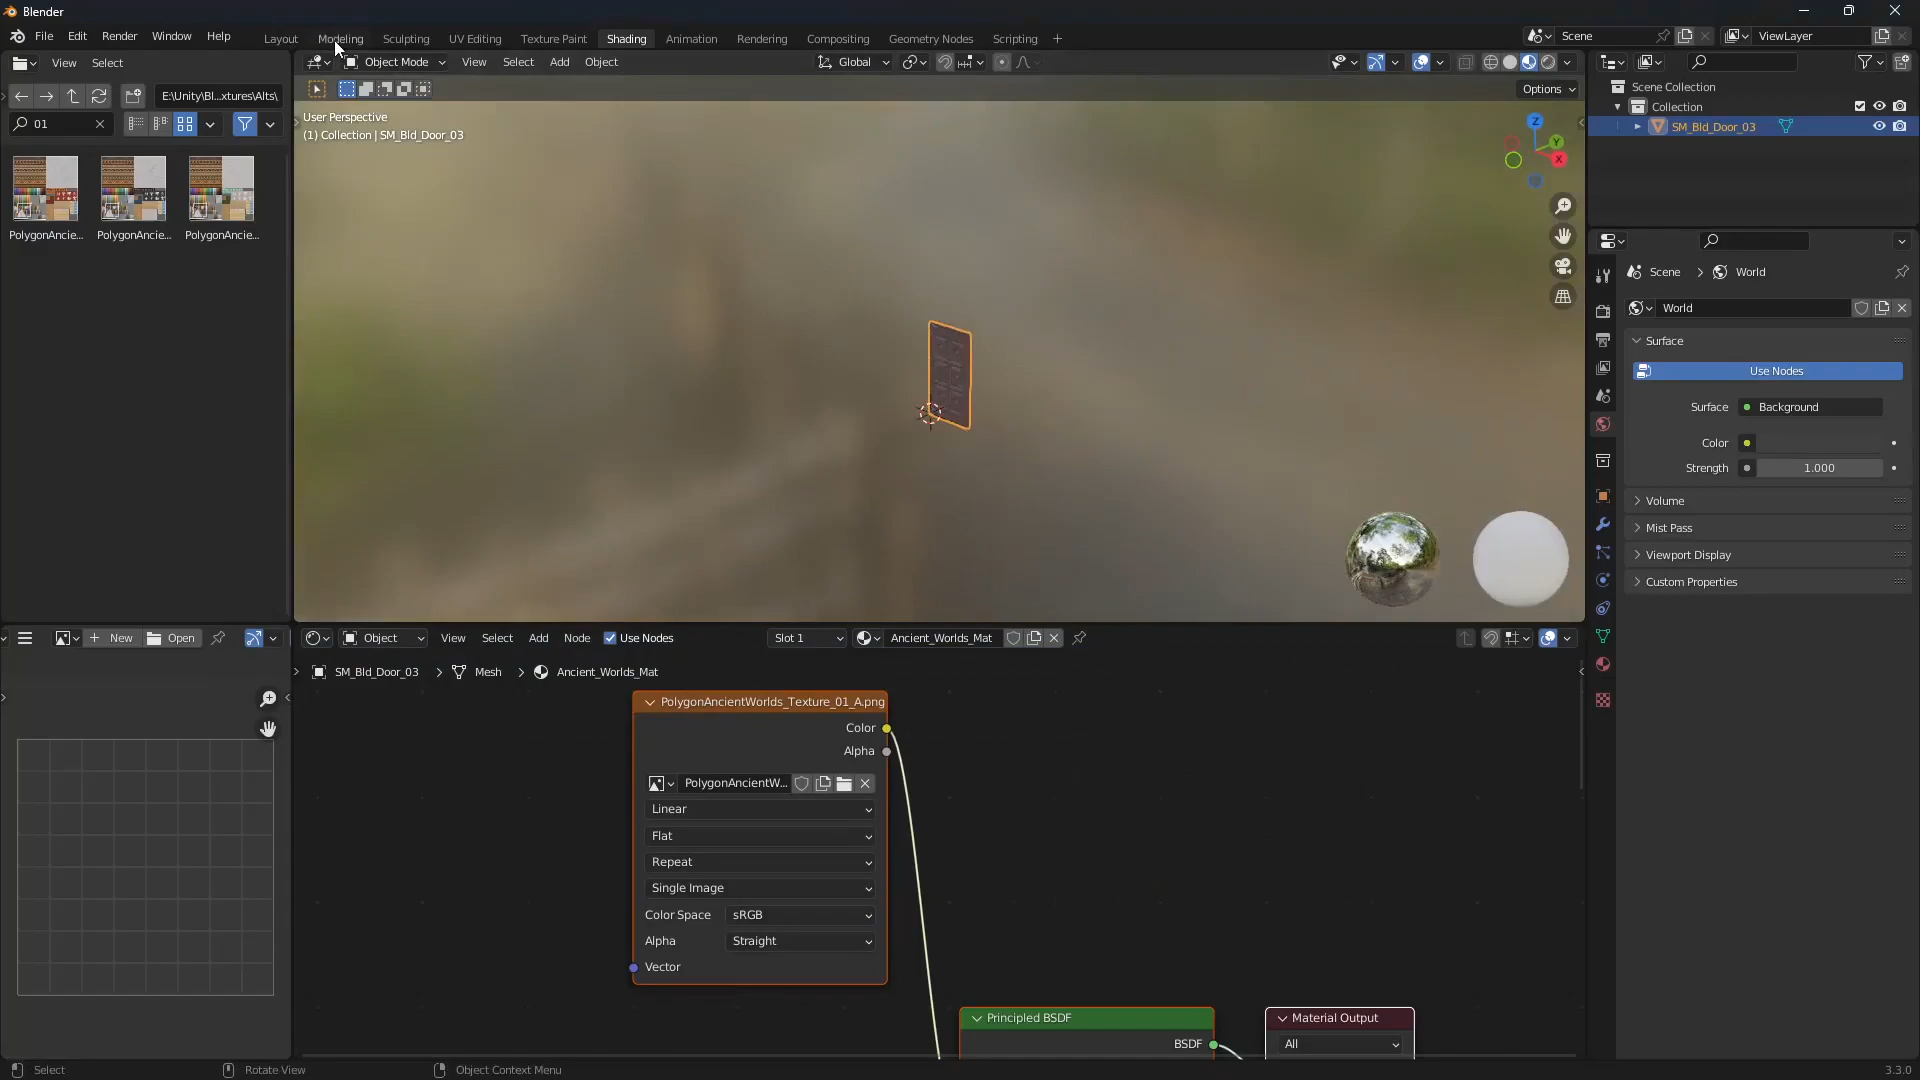 Blender
File Edit Render Window Help
Layout Modeling Sculpting UV Editing Texture Paint Shading Animation Rendering Compositing Geometry Nodes Scripting +
Scene
ViewLayer
View Select
Object Mode View Select Add Object
Global
E:\Unity\Bl...xtures\Alts\
01
Options
PolygonAncie... PolygonAncie... PolygonAncie...
User Perspective
(1) Collection | SM_Bld_Door_03
Z
Y
X
Scene Collection
Collection
SM_Bld_Door_03
Scene > World
World
Surface
Use Nodes
Surface Background
Color
Strength 1.000
Volume
Mist Pass
Viewport Display
Custom Properties
New Open
Object View Select Add Node Use Nodes Slot 1 Ancient_Worlds_Mat
SM_Bld_Door_03 > Mesh > Ancient_Worlds_Mat
PolygonAncientWorlds_Texture_01_A.png
Color
Alpha
PolygonAncientW...
Linear
Flat
Repeat
Single Image
Color Space sRGB
Alpha Straight
Vector
Principled BSDF
BSDF
Material Output
All
Select Rotate View Object Context Menu
3.3.0